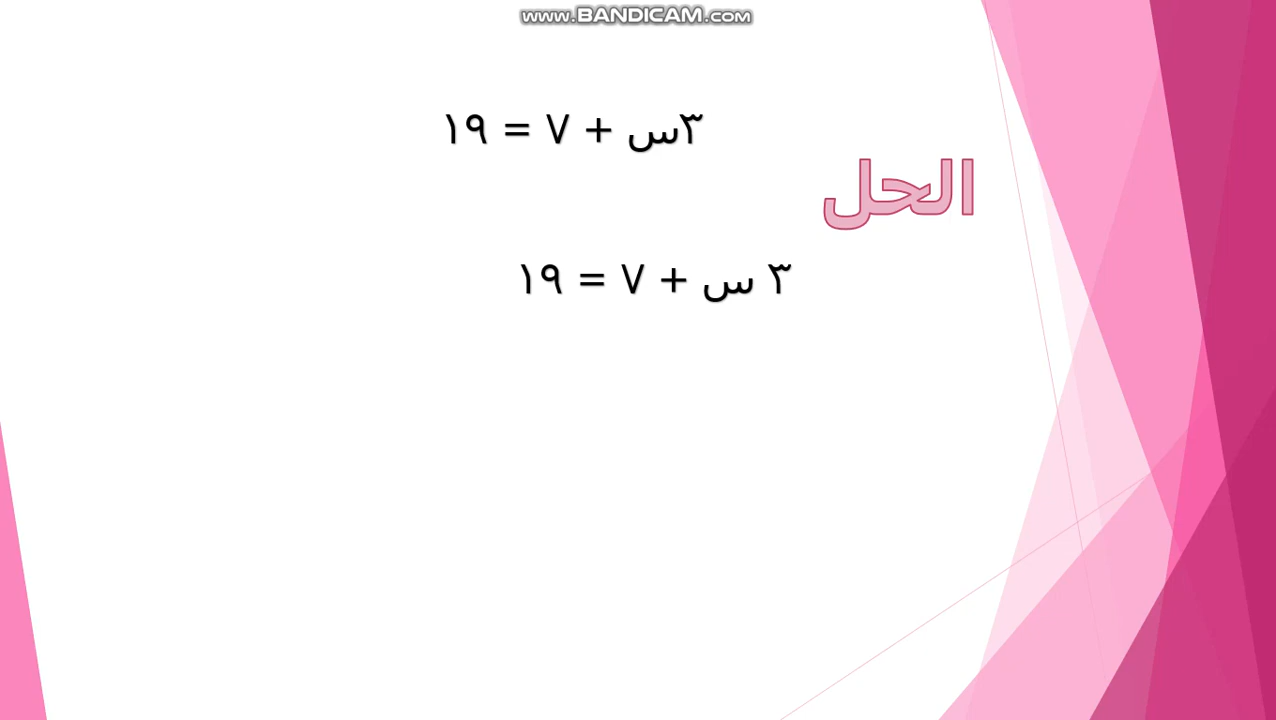 www.BANDICAM.com
٣س + ٧ = ١٩
الحل
٣ س + ٧ = ١٩